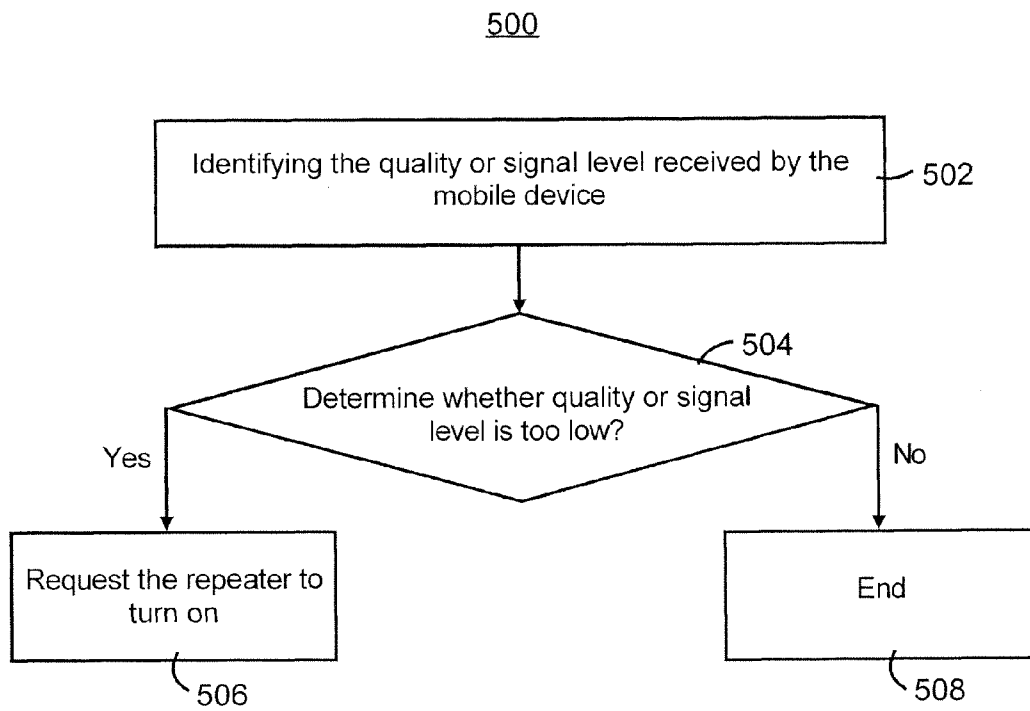 500
Identifying the quality or signal level received by the
mobile device
502
504
Determine whether quality or signal
level is too low?
Yes
No
Request the repeater to
turn on
End
506
508